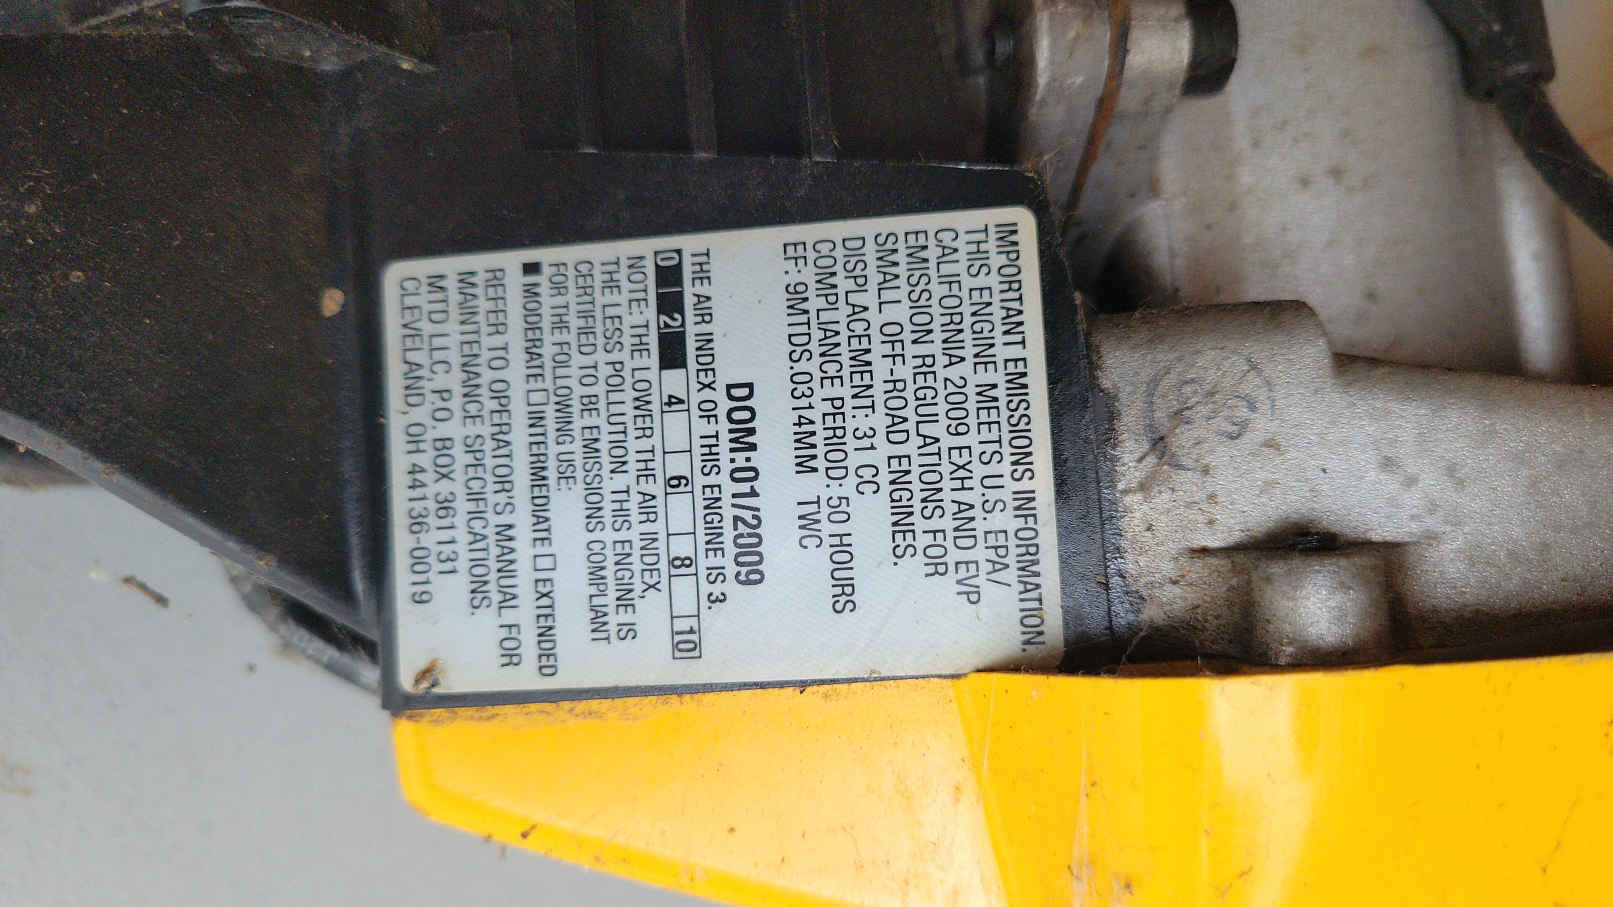 IMPORTANT EMISSIONS INFORMATION.
THIS ENGINE MEETS U.S. EPA/
CALIFORNIA 2009 EXH AND EVP
EMISSION REGULATIONS FOR
SMALL OFF-ROAD ENGINES.
DISPLACEMENT: 31 CC
COMPLIANCE PERIOD: 50 HOURS
EF: 9MTDS.0314MM TWC
DOM:01/2009
THE AIR INDEX OF THIS ENGINE IS 3.
0 2 4 6 8 10
NOTE: THE LOWER THE AIR INDEX,
THE LESS POLLUTION. THIS ENGINE IS
CERTIFIED TO BE EMISSIONS COMPLIANT
FOR THE FOLLOWING USE:
■ MODERATE □ INTERMEDIATE □ EXTENDED
REFER TO OPERATOR'S MANUAL FOR
MAINTENANCE SPECIFICATIONS.
MTD LLC, P.O. BOX 361131
CLEVELAND, OH 44136-0019